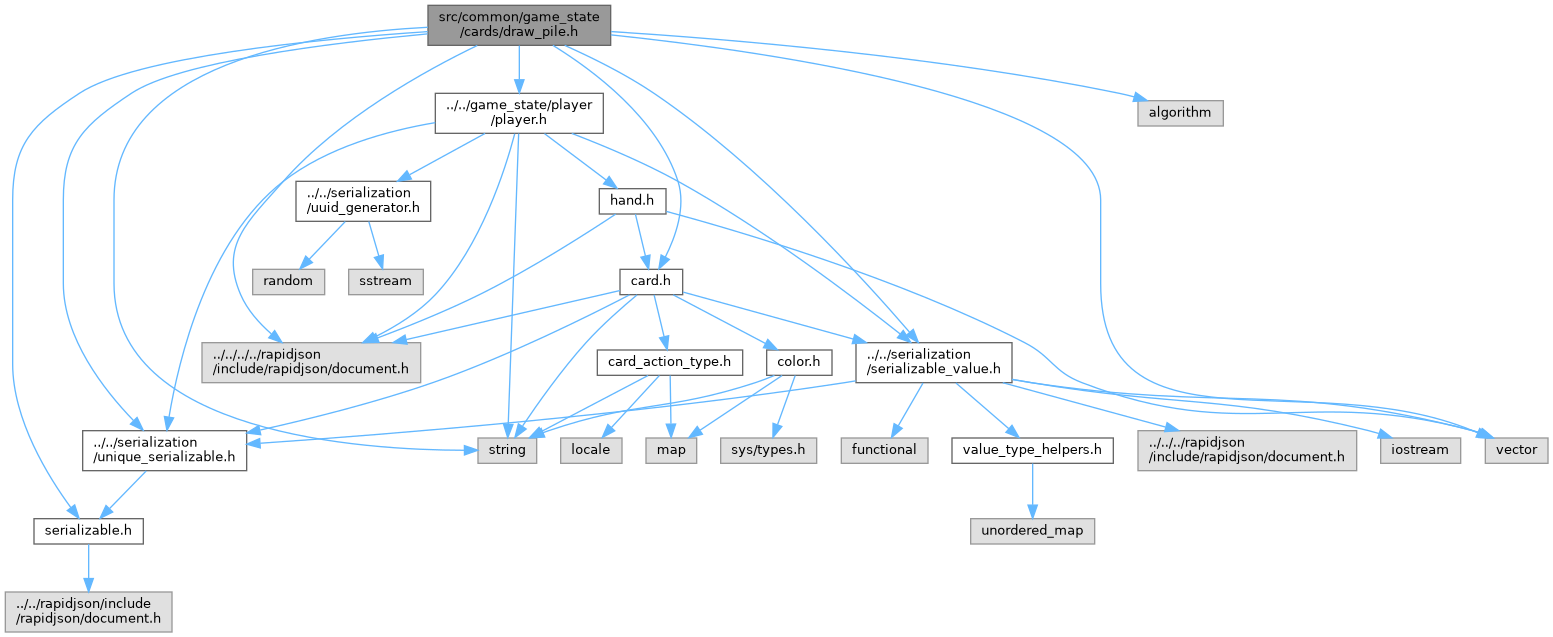 src/common/game_state
/cards/draw_pile.h
../../game_state/player
/player.h
algorithm
../../serialization
/uuid_generator.h
hand.h
random
sstream
card.h
../../../../rapidjson
/include/rapidjson/document.h
card_action_type.h
color.h
../../serialization
/serializable_value.h
../../serialization
/unique_serializable.h
string
locale
map
sys/types.h
functional
value_type_helpers.h
../../../rapidjson
/include/rapidjson/document.h
iostream
vector
serializable.h
unordered_map
../../rapidjson/include
/rapidjson/document.h